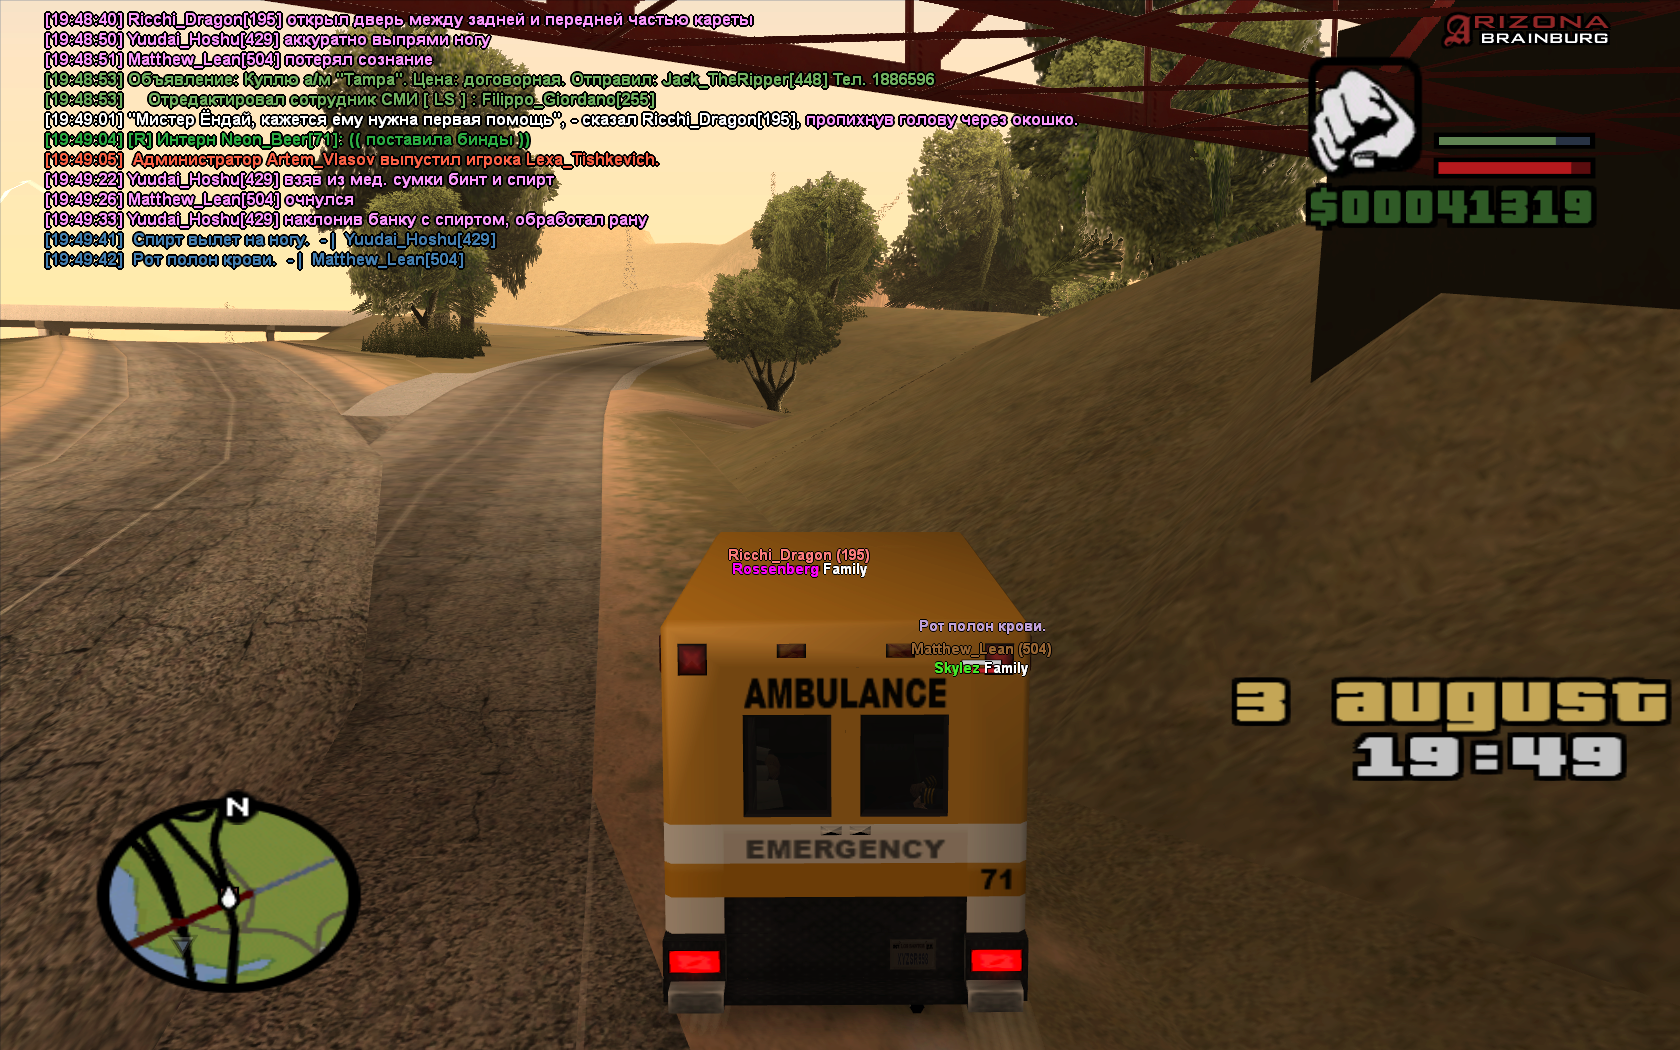 [19:48:40] Ricchi_Dragon[195] открыл дверь между задней и передней частью кареты
[19:48:50] Yuudai_Hoshu[429] аккуратно выпрями ногу
[19:48:51] Matthew_Lean[504] потерял сознание
[19:48:53] Объявление: Куплю а/м "Tampa". Цена: договорная. Отправил: Jack_TheRipper[448] Тел. 1886596
[19:48:53] Отредактировал сотрудник СМИ [ LS ] : Filippo_Giordano[255]
[19:49:01] "Мистер Ёндай, кажется ему нужна первая помощь", - сказал Ricchi_Dragon[195], пропихнув голову через окошко.
[19:49:04] [R] Интерн Neon_Beer[71]: (( поставила бинды ))
[19:49:05] Администратор Artem_Vlasov выпустил игрока Lexa_Tishkevich.
[19:49:22] Yuudai_Hoshu[429] взяв из мед. сумки бинт и спирт
[19:49:26] Matthew_Lean[504] очнулся
[19:49:33] Yuudai_Hoshu[429] наклонив банку с спиртом, обработал рану
[19:49:41] Спирт вылет на ногу. - | Yuudai_Hoshu[429]
[19:49:42] Рот полон крови. - | Matthew_Lean[504]
ARIZONA
BRAINBURG
$00041319
Ricchi_Dragon (195)
Rossenberg Family
Рот полон крови.
Matthew_Lean (504)
Skylez Family
AMBULANCE
EMERGENCY
71
3 august
19:49
N